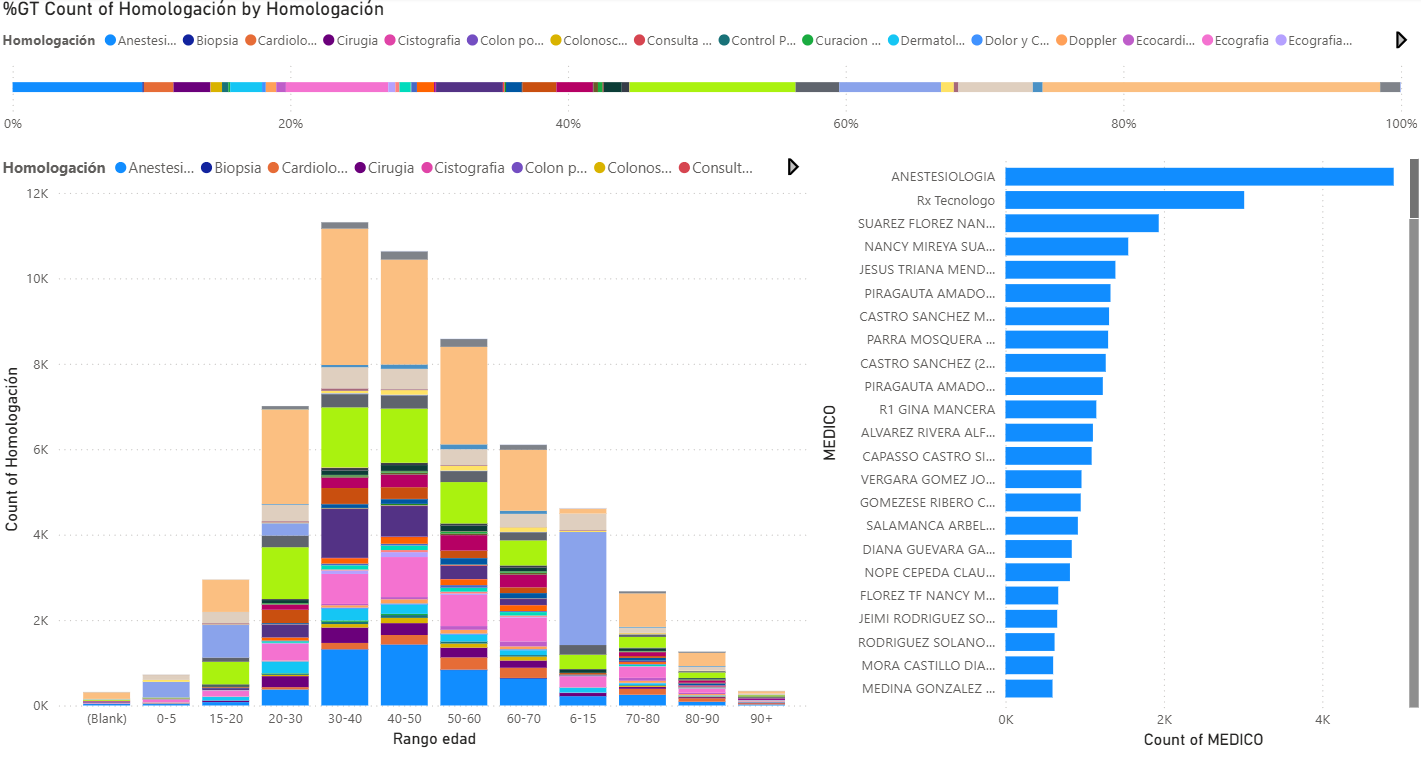 %GT Count of Homologación by Homologación
Homologación Anestesi... Biopsia Cardiolo... Cirugia Cistografia Colon po... Colonosc... Consulta ... Control P... Curacion ... Dermatol... Dolor y C... Doppler Ecocardi... Ecografia Ecografia...
0% 20% 40% 60% 80% 100%
Homologación Anestesi... Biopsia Cardiolo... Cirugia Cistografia Colon p... Colonos... Consult...
Count of Homologación
12K
10K
8K
6K
4K
2K
0K
(Blank) 0-5 15-20 20-30 30-40 40-50 50-60 60-70 6-15 70-80 80-90 90+
Rango edad
MEDICO
ANESTESIOLOGIA
Rx Tecnologo
SUAREZ FLOREZ NAN...
NANCY MIREYA SUA...
JESUS TRIANA MEND...
PIRAGAUTA AMADO...
CASTRO SANCHEZ M...
PARRA MOSQUERA ...
CASTRO SANCHEZ (2...
PIRAGAUTA AMADO...
R1 GINA MANCERA
ALVAREZ RIVERA ALF...
CAPASSO CASTRO SI...
VERGARA GOMEZ JO...
GOMEZESE RIBERO C...
SALAMANCA ARBEL...
DIANA GUEVARA GA...
NOPE CEPEDA CLAU...
FLOREZ TF NANCY M...
JEIMI RODRIGUEZ SO...
RODRIGUEZ SOLANO...
MORA CASTILLO DIA...
MEDINA GONZALEZ ...
0K 2K 4K
Count of MEDICO